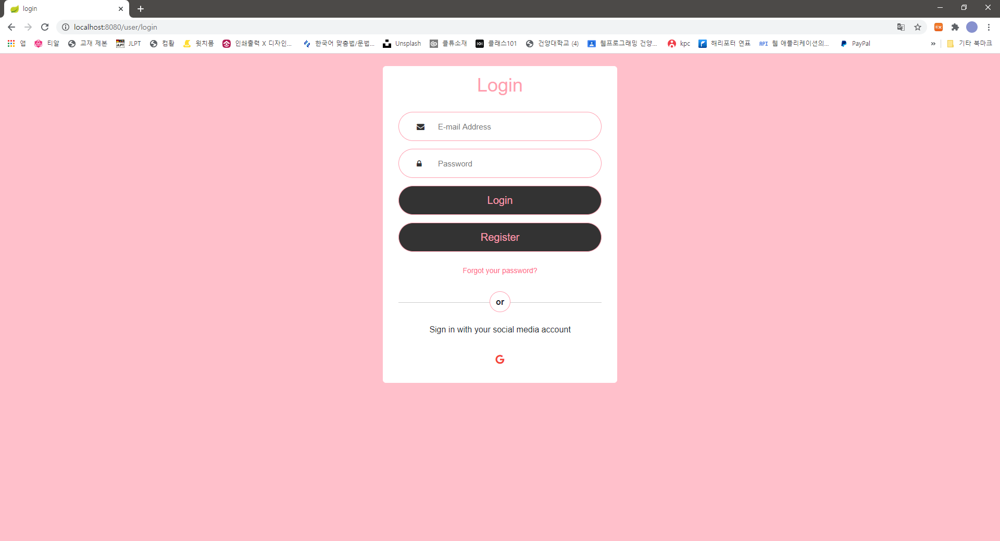 login
localhost:8080/user/login
앱 티알 교재 제본 JLPT 컴활 윗치폼 인쇄출력 X 디자인... 한국어 맞춤법/문법... Unsplash 클튜소재 클래스101 건양대학교 (4) 웹프로그래밍 건양... kpc 해리포터 연표 API 웹 애플리케이션의... PayPal » 기타 북마크
Login
E-mail Address
Password
Login
Register
Forgot your password?
or
Sign in with your social media account
G